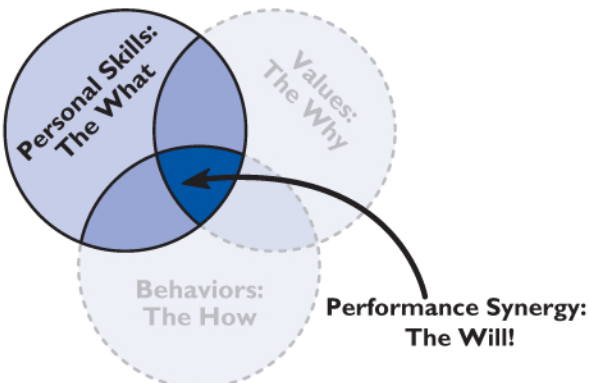 Personal Skills:
The What
Values:
The Why
Behaviors:
The How
Performance Synergy:
The Will!